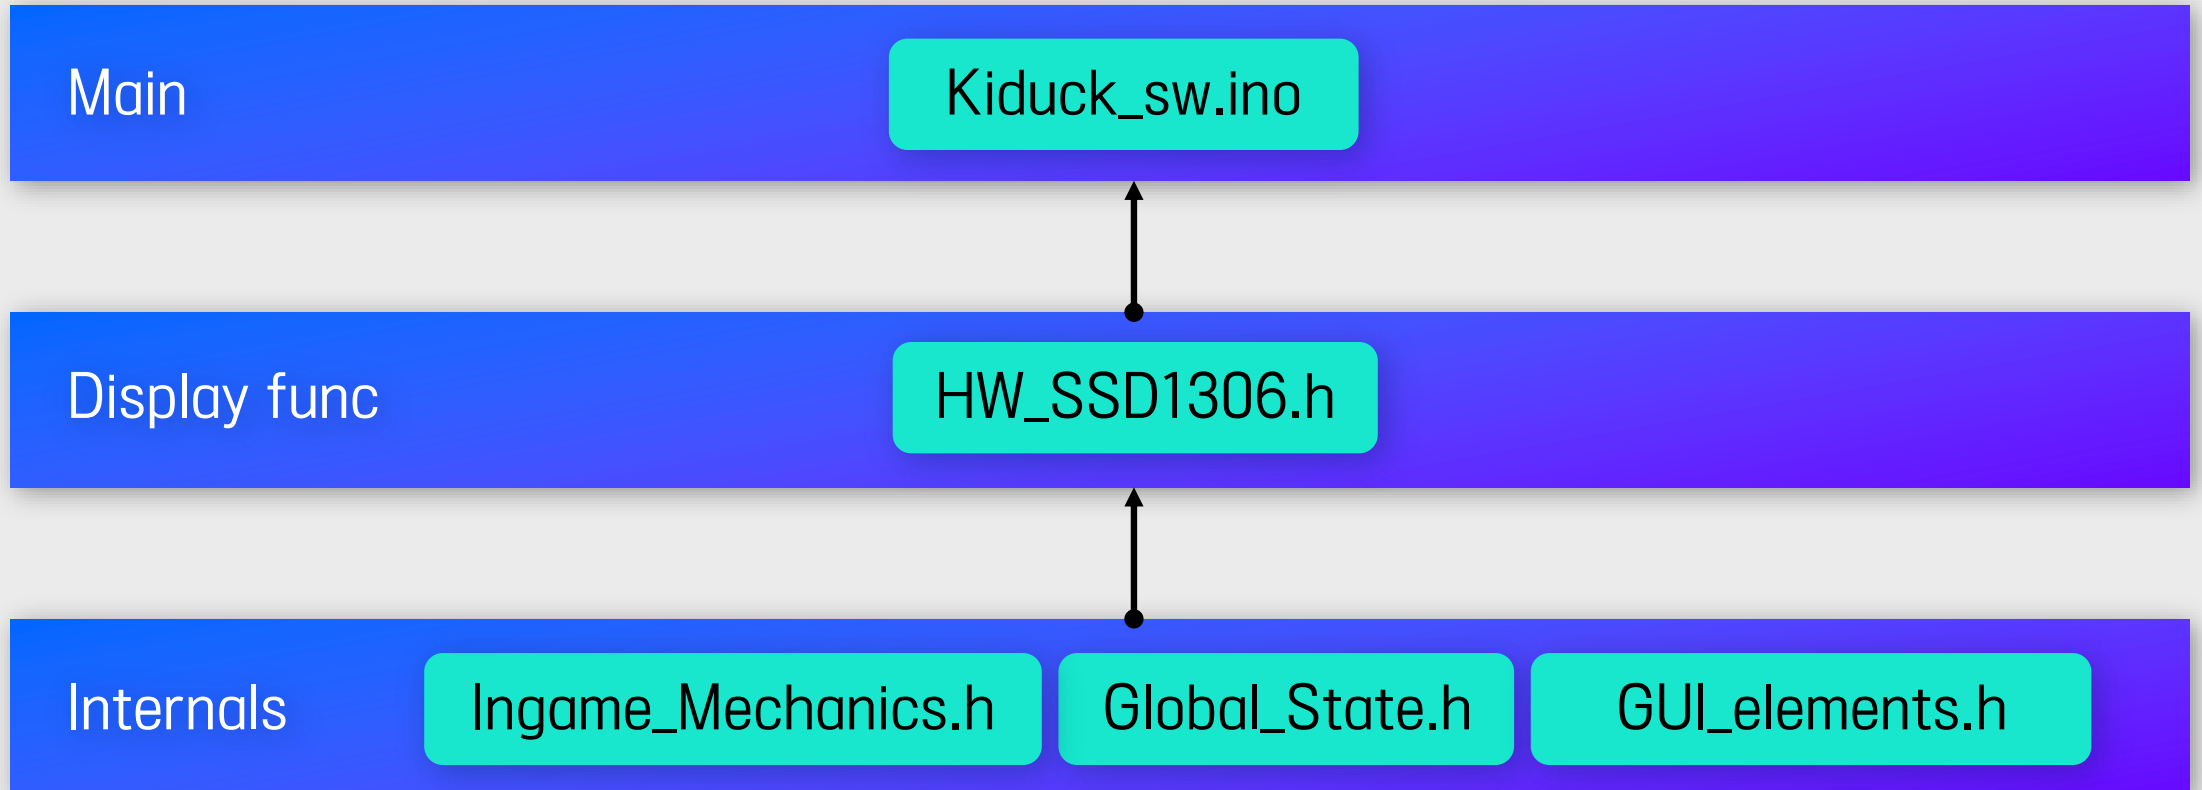 Main
Kiduck_sw.ino
Display func
HW_SSD1306.h
Internals
Ingame_Mechanics.h
Global_State.h
GUI_elements.h